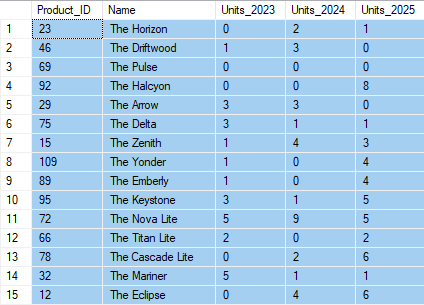 Product_ID Name Units_2023 Units_2024 Units_2025
1 23 The Horizon 0 2 1
2 46 The Driftwood 1 3 0
3 69 The Pulse 0 0 0
4 92 The Halcyon 0 0 8
5 29 The Arrow 3 3 0
6 75 The Delta 3 1 1
7 15 The Zenith 1 4 3
8 109 The Yonder 1 0 4
9 89 The Emberly 1 0 4
10 95 The Keystone 3 1 5
11 72 The Nova Lite 5 9 5
12 66 The Titan Lite 2 0 2
13 78 The Cascade Lite 0 2 6
14 32 The Mariner 5 1 1
15 12 The Eclipse 0 4 6